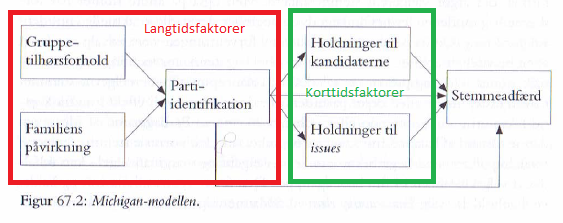 Langtidsfaktorer
Gruppe-
tilhørsforhold
Familiens
påvirkning
Parti-
identifikation
Holdninger til
kandidaterne
Korttidsfaktorer
Holdninger til
issues
Stemmeadfærd
Figur 67.2: Michigan-modellen.